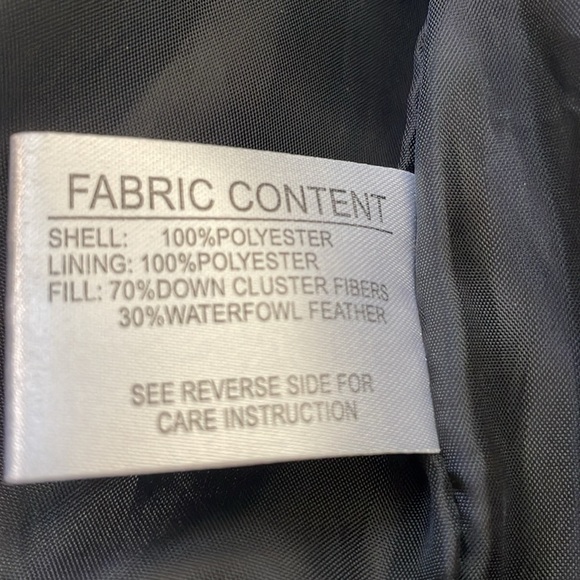 FABRIC CONTENT
SHELL: 100%POLYESTER
LINING: 100%POLYESTER
FILL: 70%DOWN CLUSTER FIBERS
30%WATERFOWL FEATHER
SEE REVERSE SIDE FOR
CARE INSTRUCTION